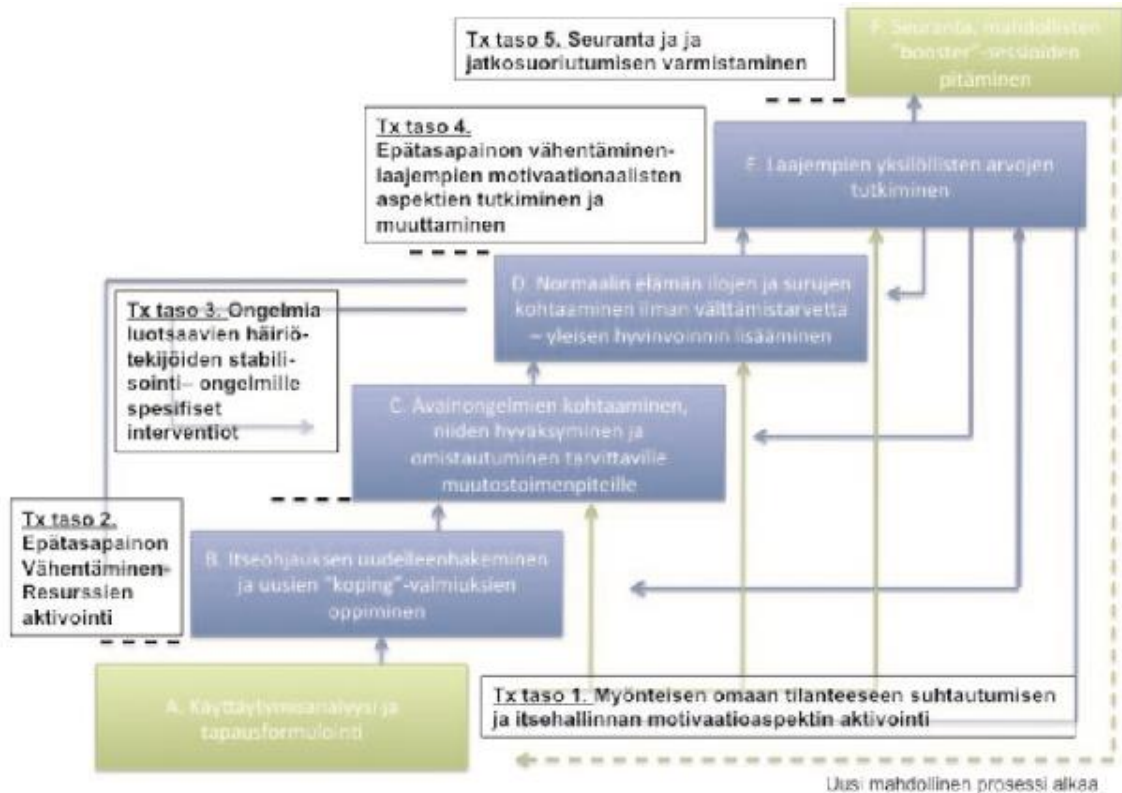 Tx taso 5. Seuranta ja ja
jatkosuoriutumisen varmistaminen
F. Seuranta, mahdollisten
"booster"-sessioiden
pitäminen
Tx taso 4.
Epätasapainon vähentäminen-
laajempien motivaationaalisten
aspektien tutkiminen ja
muuttaminen
E. Laajempien yksilöllisten arvojen
tutkiminen
Tx taso 3. Ongelmia
luotsaavien häiriö-
tekijöiden stabili-
sointi– ongelmille
spesifiset
interventiot
D. Normaalin elämän ilojen ja surujen
kohtaaminen ilman välttämistarvetta
– yleisen hyvinvoinnin lisääminen
C. Avainongelmien kohtaaminen,
niiden hyväksyminen ja
omistautuminen tarvittaville
muutostoimenpiteille
Tx taso 2.
Epätasapainon
Vähentäminen-
Resurssien
aktivointi
B. Itseohjauksen uudelleenhakeminen
ja uusien "koping"-valmiuksien
oppiminen
Tx taso 1. Myönteisen omaan tilanteeseen suhtautumisen
ja itsehallinnan motivaatioaspektin aktivointi
A. Käyttäytymisanalyysi ja
tapausformulointi
Uusi mahdollinen prosessi alkaa